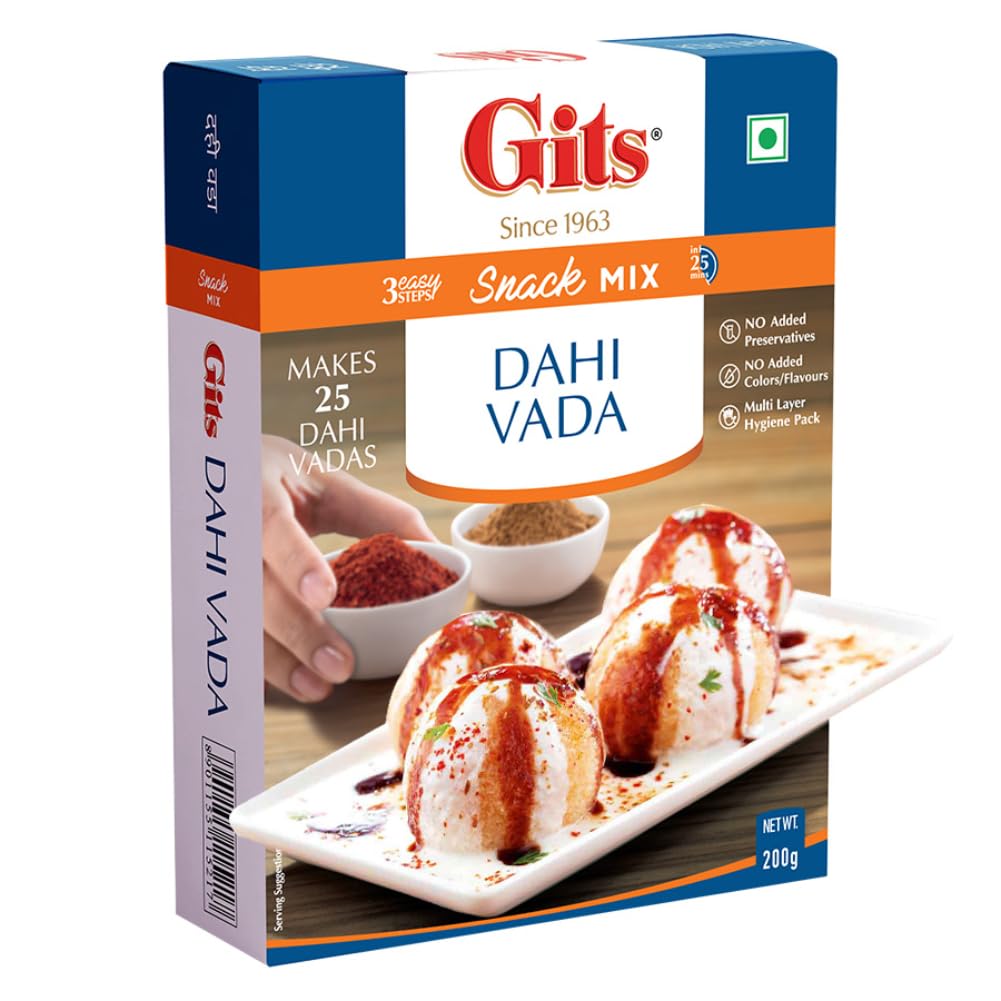 Gits®
Since 1963
3 easy STEPS!
Snack MIX
in 25 mins
DAHI
VADA
MAKES
25
DAHI
VADAS
NO Added
Preservatives
NO Added
Colors/Flavours
Multi Layer
Hygiene Pack
NET WT.
200g
Serving Suggestion
दही वडा
Snack
MIX
Gits DAHI VADA